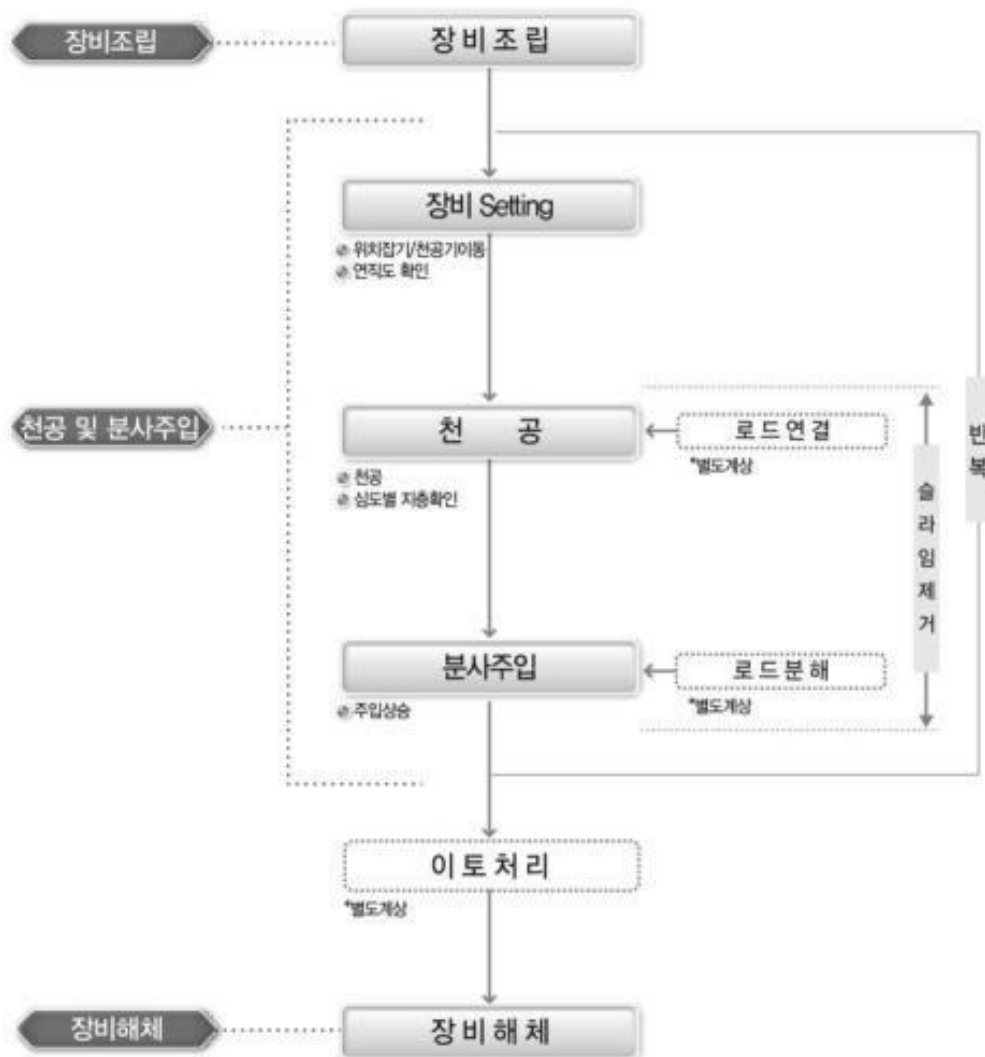 장비조립
장 비 조 립
장비 Setting
위치잡기/천공기이동
연직도 확인
천공 및 분사주입
천 공
로 드 연 결
*별도계상
천공
심도별 지층확인
반복
슬라임제거
분사주입
로 드 분 해
*별도계상
주입상승
이 토 처 리
*별도계상
장비해체
장 비 해 체